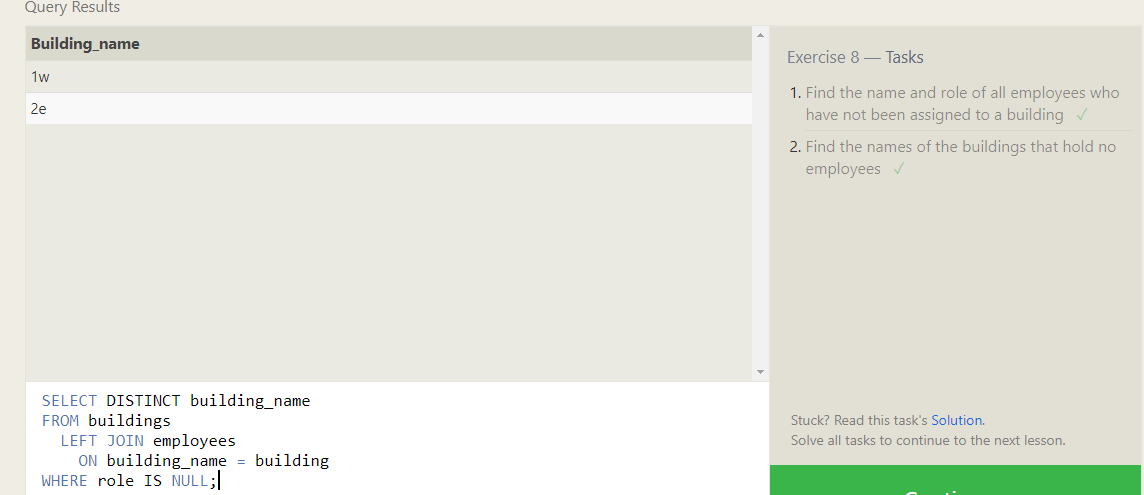 Query Results
Building_name
1w
2e
SELECT DISTINCT building_name
FROM buildings
LEFT JOIN employees
ON building_name = building
WHERE role IS NULL;
Exercise 8 — Tasks
1. Find the name and role of all employees who
have not been assigned to a building ✓
2. Find the names of the buildings that hold no
employees ✓
Stuck? Read this task's Solution.
Solve all tasks to continue to the next lesson.